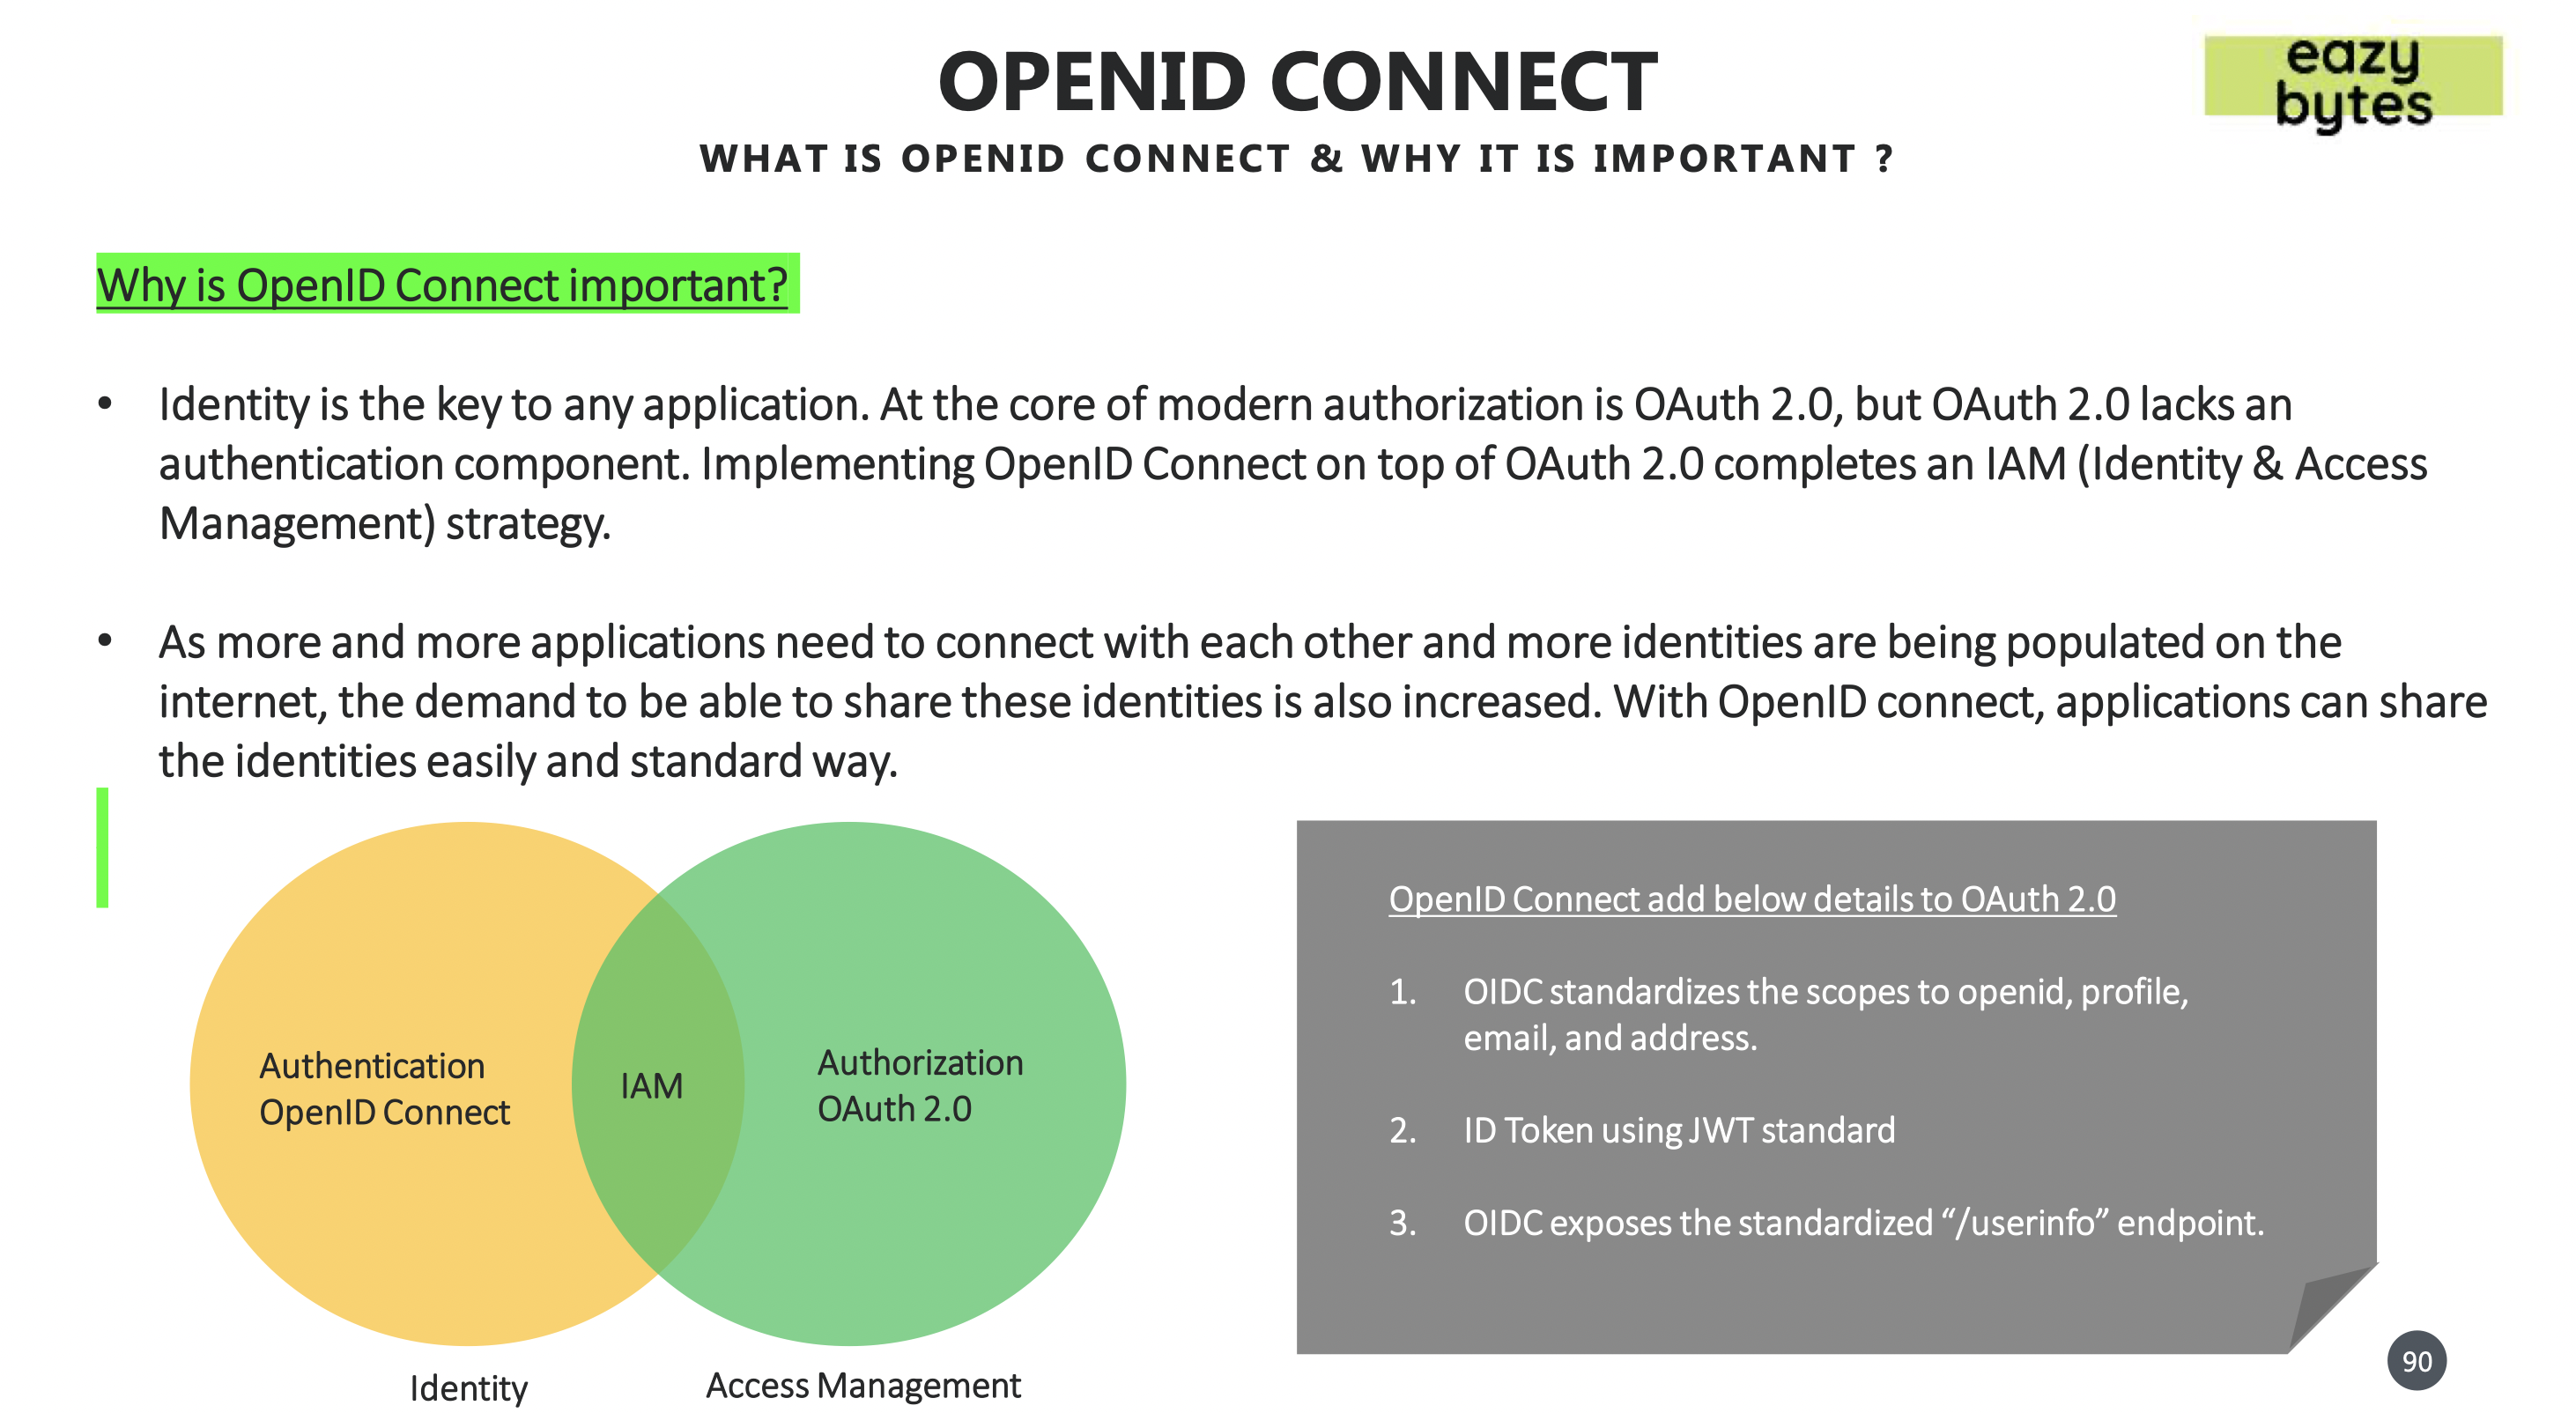 OPENID CONNECT
eazy
bytes
WHAT IS OPENID CONNECT & WHY IT IS IMPORTANT ?
Why is OpenID Connect important?
• Identity is the key to any application. At the core of modern authorization is OAuth 2.0, but OAuth 2.0 lacks an
authentication component. Implementing OpenID Connect on top of OAuth 2.0 completes an IAM (Identity & Access
Management) strategy.
• As more and more applications need to connect with each other and more identities are being populated on the
internet, the demand to be able to share these identities is also increased. With OpenID connect, applications can share
the identities easily and standard way.
Authentication
OpenID Connect
IAM
Authorization
OAuth 2.0
Identity
Access Management
OpenID Connect add below details to OAuth 2.0
1. OIDC standardizes the scopes to openid, profile,
email, and address.
2. ID Token using JWT standard
3. OIDC exposes the standardized “/userinfo” endpoint.
90